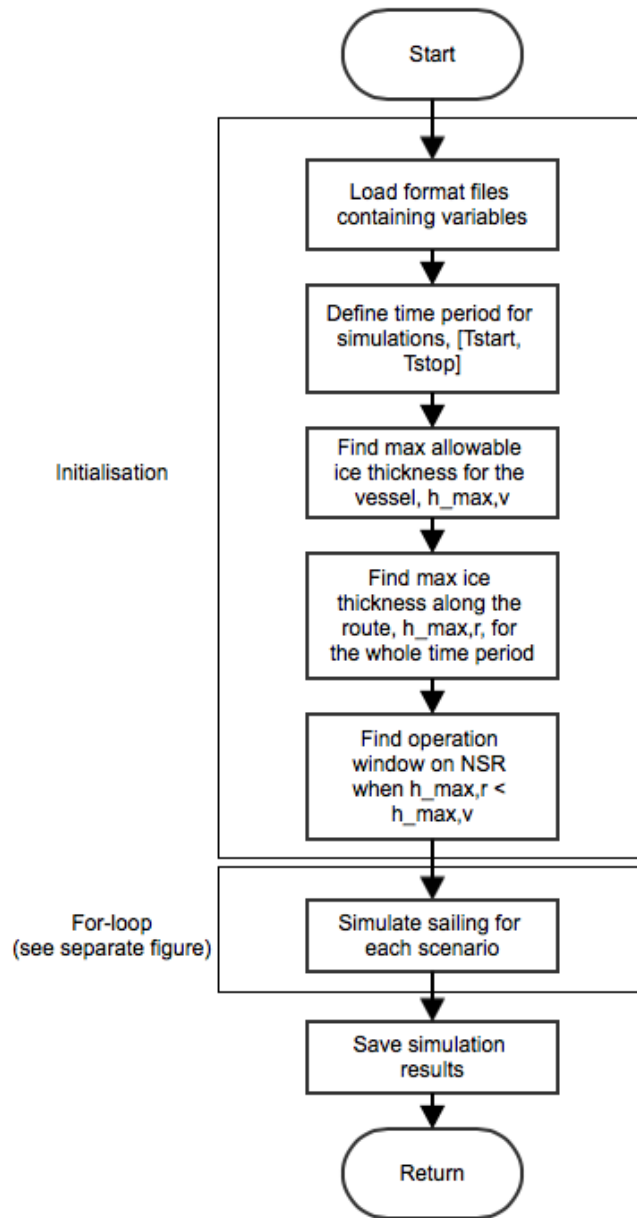 Start
Load format files
containing variables
Define time period for
simulations, [Tstart,
Tstop]
Initialisation
Find max allowable
ice thickness for the
vessel, h_max,v
Find max ice
thickness along the
route, h_max,r, for
the whole time period
Find operation
window on NSR
when h_max,r <
h_max,v
For-loop
(see separate figure)
Simulate sailing for
each scenario
Save simulation
results
Return